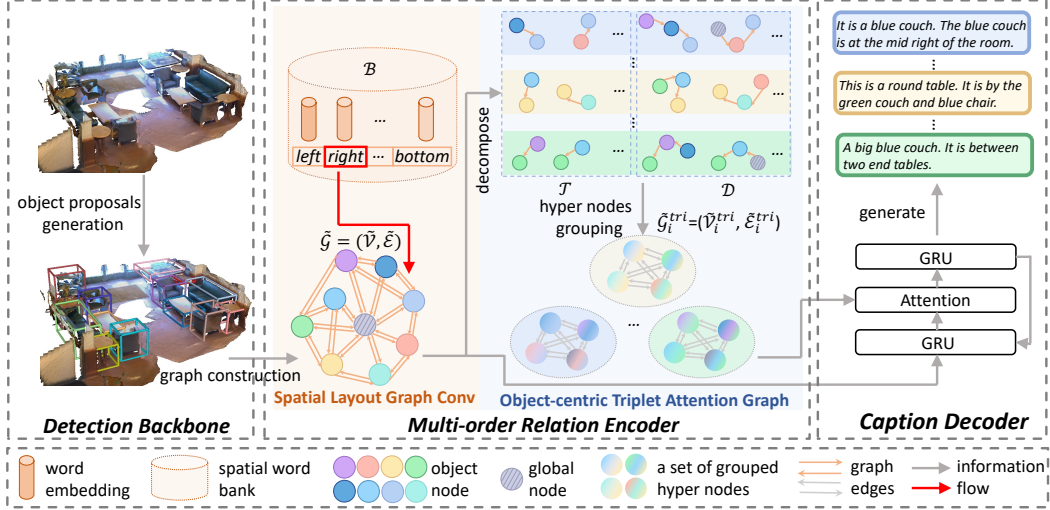 object proposals
generation
graph construction
Detection Backbone
ℬ
left right ... bottom
𝒢̃ = (𝒱̃, ℰ̃)
Spatial Layout Graph Conv
decompose
...
...
...
...
...
...
𝒯
𝒟
hyper nodes
grouping
𝒢̃ᵢᵗʳⁱ=(𝒱̃ᵢᵗʳⁱ, ℰ̃ᵢᵗʳⁱ)
...
Object-centric Triplet Attention Graph
Multi-order Relation Encoder
It is a blue couch. The blue couch
is at the mid right of the room.
...
This is a round table. It is by the
green couch and blue chair.
...
A big blue couch. It is between
two end tables.
generate
GRU
Attention
GRU
Caption Decoder
word
embedding
spatial word
bank
object
node
global
node
a set of grouped
hyper nodes
graph
edges
information
flow